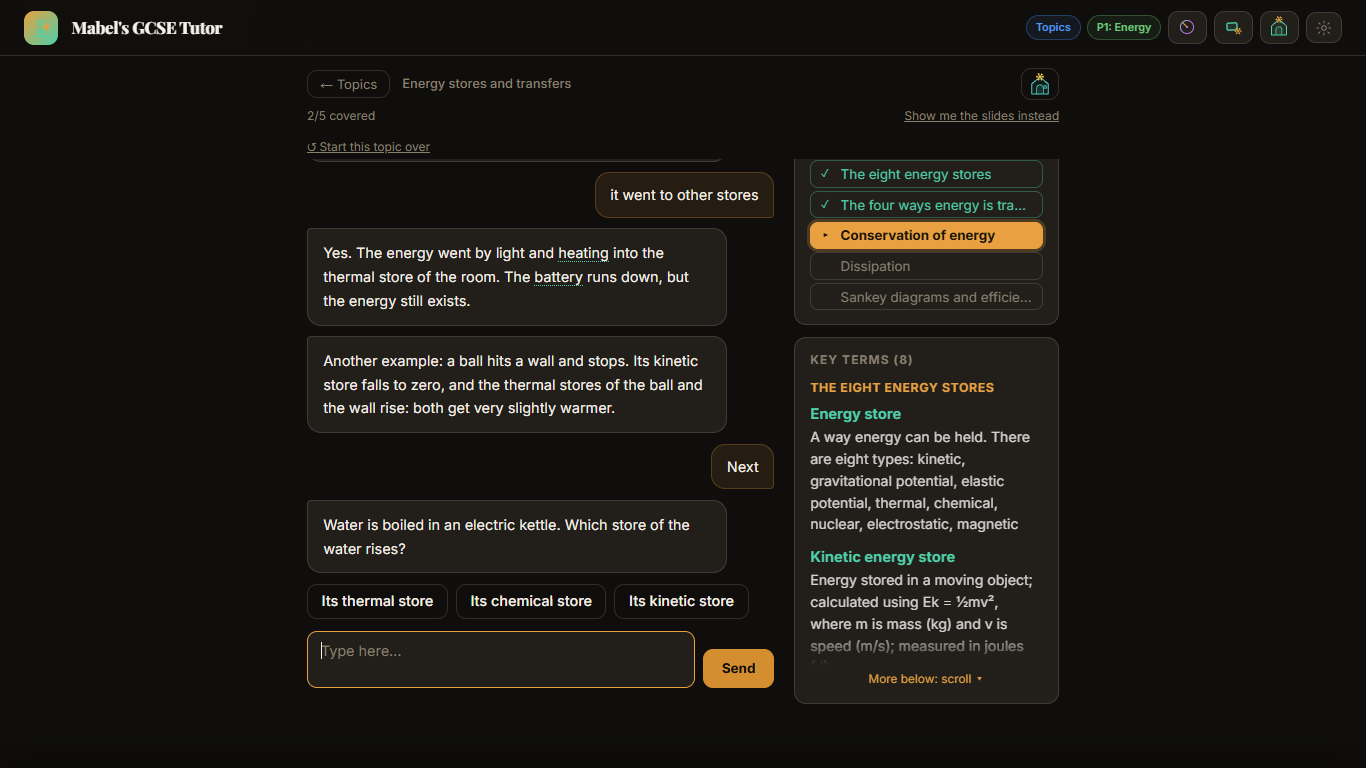 Mabel's GCSE Tutor
Topics
P1: Energy
← Topics
Energy stores and transfers
2/5 covered
Show me the slides instead
↺ Start this topic over
it went to other stores
Yes. The energy went by light and heating into the
thermal store of the room. The battery runs down, but
the energy still exists.
Another example: a ball hits a wall and stops. Its kinetic
store falls to zero, and the thermal stores of the ball and
the wall rise: both get very slightly warmer.
Next
Water is boiled in an electric kettle. Which store of the
water rises?
Its thermal store
Its chemical store
Its kinetic store
Type here...
Send
✓ The eight energy stores
✓ The four ways energy is tra...
▸ Conservation of energy
Dissipation
Sankey diagrams and efficie...
KEY TERMS (8)
THE EIGHT ENERGY STORES
Energy store
A way energy can be held. There
are eight types: kinetic,
gravitational potential, elastic
potential, thermal, chemical,
nuclear, electrostatic, magnetic
Kinetic energy store
Energy stored in a moving object;
calculated using Ek = ½mv²,
where m is mass (kg) and v is
speed (m/s); measured in joules
More below: scroll ▾